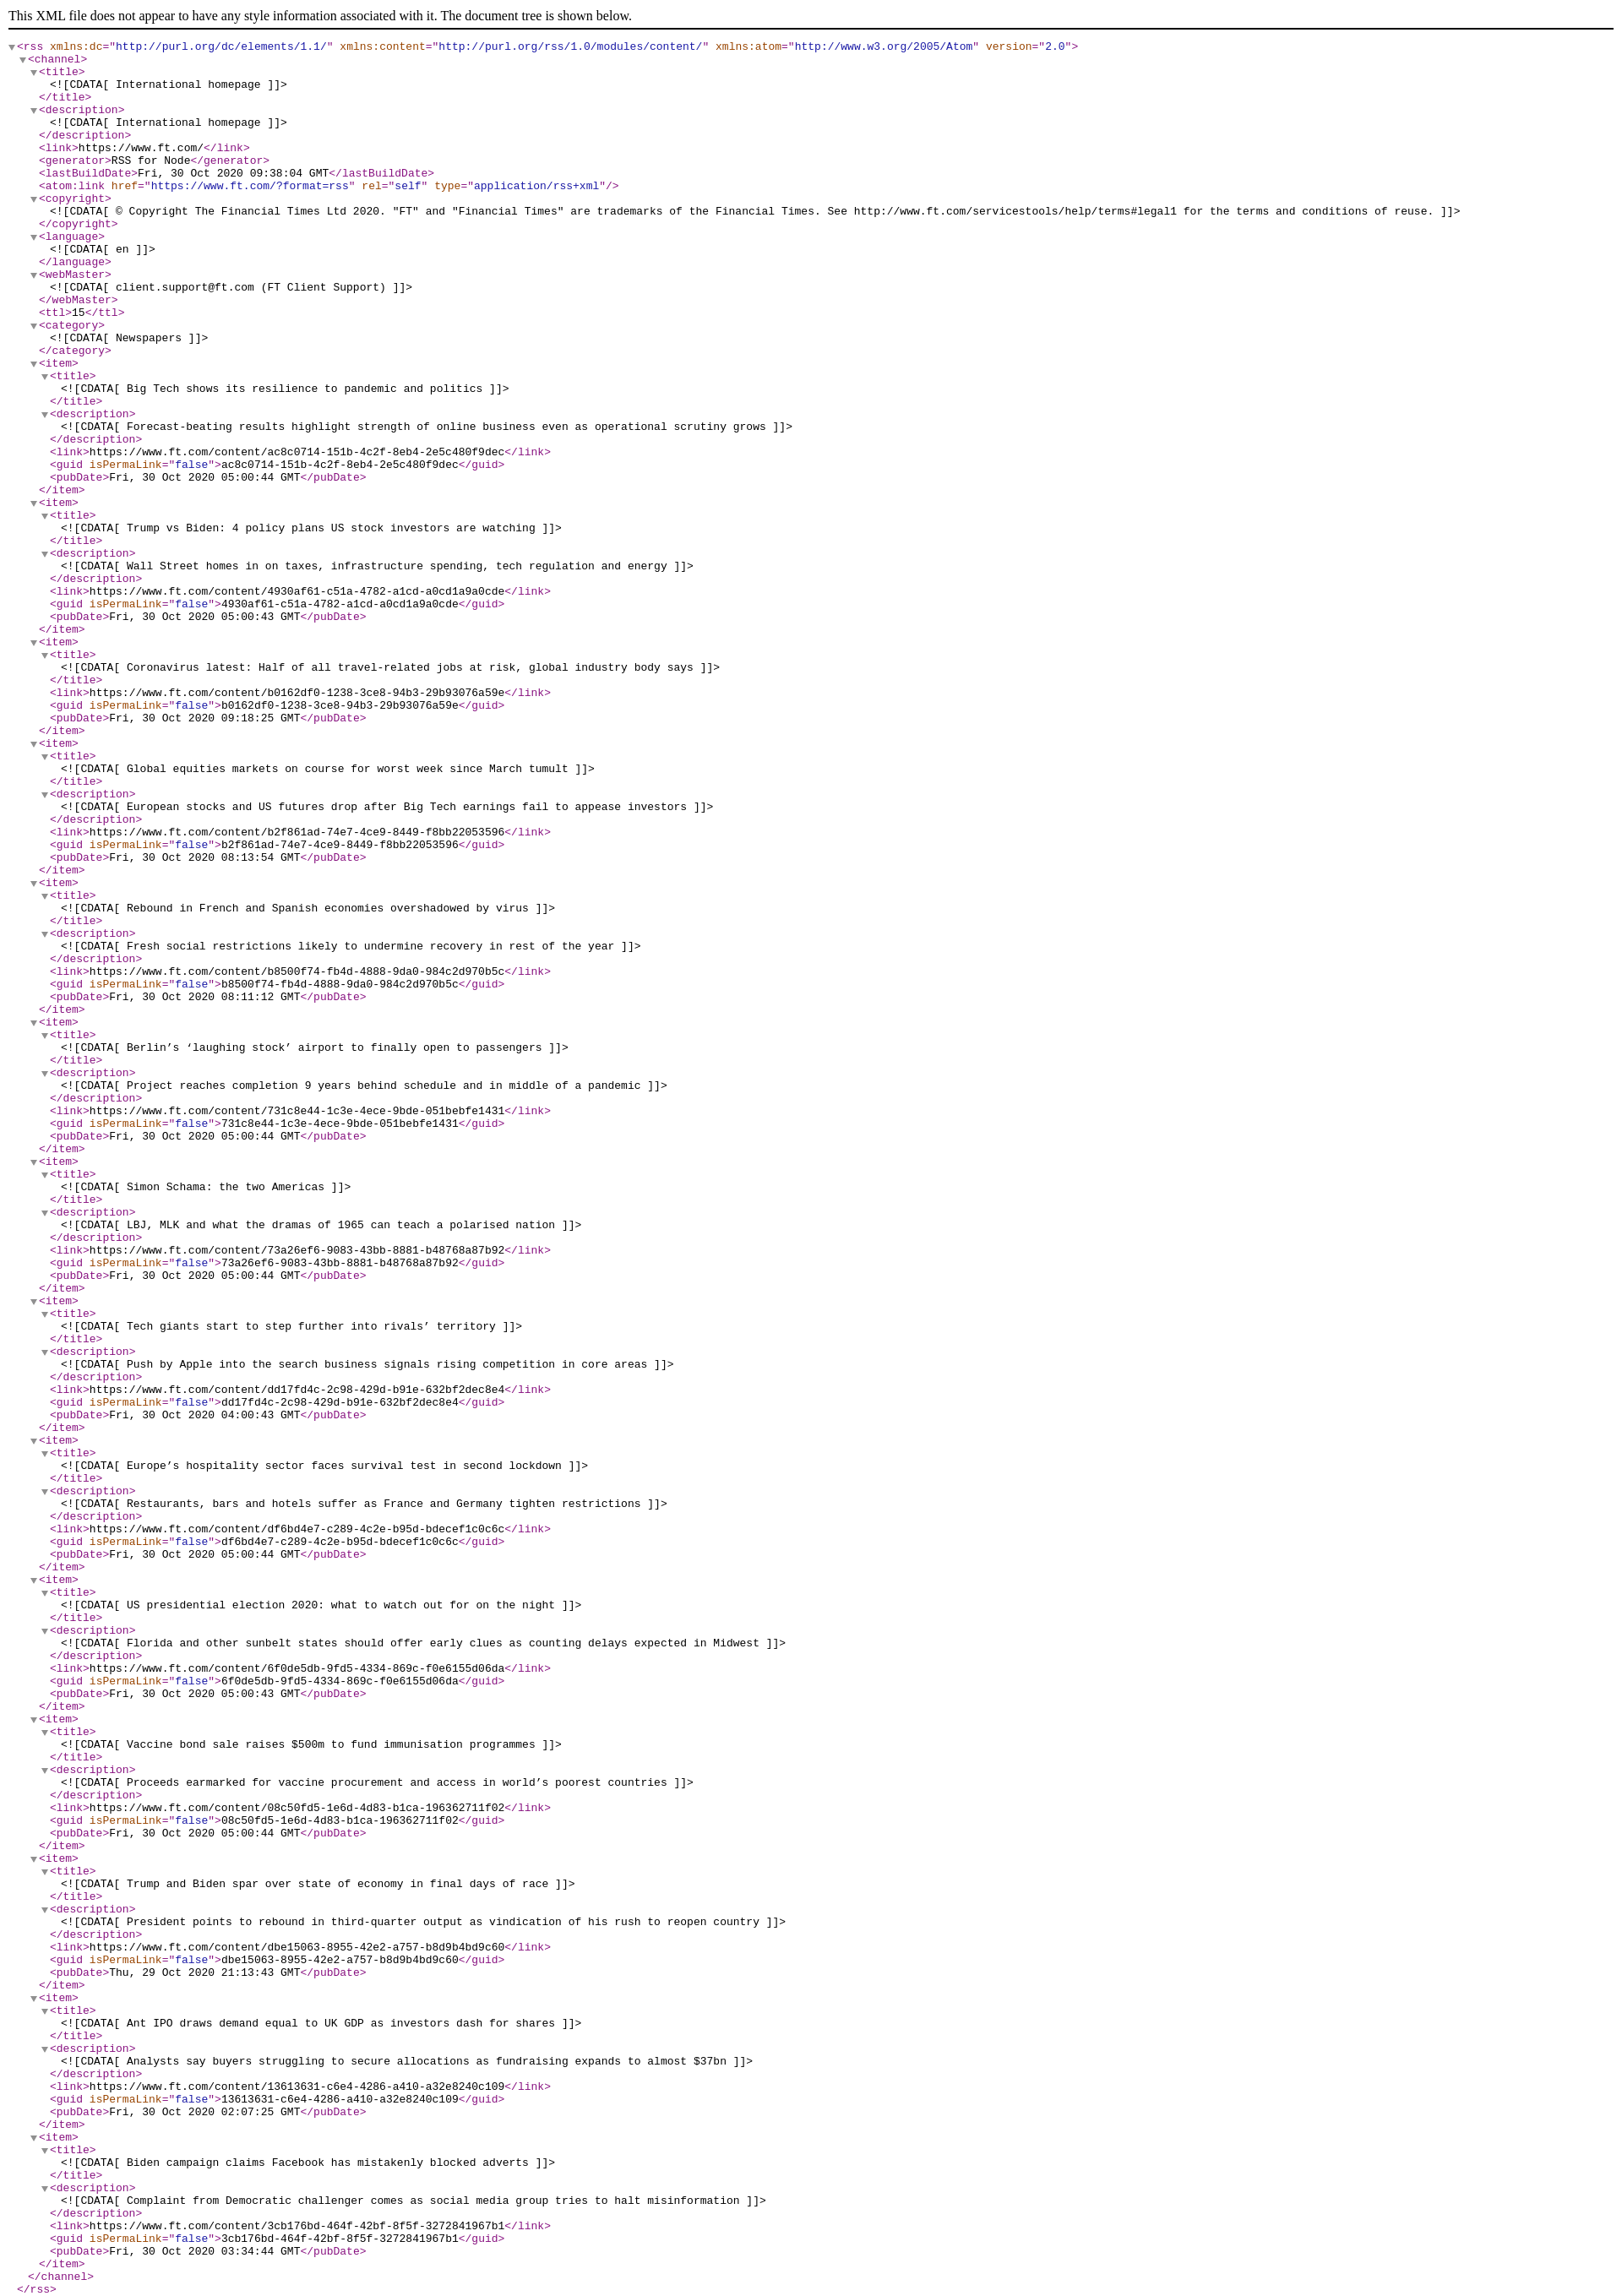 This XML file does not appear to have any style information associated with it. The document tree is shown below.
<rss xmlns:dc="http://purl.org/dc/elements/1.1/" xmlns:content="http://purl.org/rss/1.0/modules/content/" xmlns:atom="http://www.w3.org/2005/Atom" version="2.0">
<channel>
<title>
<![CDATA[ International homepage ]]>
</title>
<description>
<![CDATA[ International homepage ]]>
</description>
<link>https://www.ft.com/</link>
<generator>RSS for Node</generator>
<lastBuildDate>Fri, 30 Oct 2020 09:38:04 GMT</lastBuildDate>
<atom:link href="https://www.ft.com/?format=rss" rel="self" type="application/rss+xml"/>
<copyright>
<![CDATA[ © Copyright The Financial Times Ltd 2020. "FT" and "Financial Times" are trademarks of the Financial Times. See http://www.ft.com/servicestools/help/terms#legal1 for the terms and conditions of reuse. ]]>
</copyright>
<language>
<![CDATA[ en ]]>
</language>
<webMaster>
<![CDATA[ client.support@ft.com (FT Client Support) ]]>
</webMaster>
<ttl>15</ttl>
<category>
<![CDATA[ Newspapers ]]>
</category>
<item>
<title>
<![CDATA[ Big Tech shows its resilience to pandemic and politics ]]>
</title>
<description>
<![CDATA[ Forecast-beating results highlight strength of online business even as operational scrutiny grows ]]>
</description>
<link>https://www.ft.com/content/ac8c0714-151b-4c2f-8eb4-2e5c480f9dec</link>
<guid isPermaLink="false">ac8c0714-151b-4c2f-8eb4-2e5c480f9dec</guid>
<pubDate>Fri, 30 Oct 2020 05:00:44 GMT</pubDate>
</item>
<item>
<title>
<![CDATA[ Trump vs Biden: 4 policy plans US stock investors are watching ]]>
</title>
<description>
<![CDATA[ Wall Street homes in on taxes, infrastructure spending, tech regulation and energy ]]>
</description>
<link>https://www.ft.com/content/4930af61-c51a-4782-a1cd-a0cd1a9a0cde</link>
<guid isPermaLink="false">4930af61-c51a-4782-a1cd-a0cd1a9a0cde</guid>
<pubDate>Fri, 30 Oct 2020 05:00:43 GMT</pubDate>
</item>
<item>
<title>
<![CDATA[ Coronavirus latest: Half of all travel-related jobs at risk, global industry body says ]]>
</title>
<link>https://www.ft.com/content/b0162df0-1238-3ce8-94b3-29b93076a59e</link>
<guid isPermaLink="false">b0162df0-1238-3ce8-94b3-29b93076a59e</guid>
<pubDate>Fri, 30 Oct 2020 09:18:25 GMT</pubDate>
</item>
<item>
<title>
<![CDATA[ Global equities markets on course for worst week since March tumult ]]>
</title>
<description>
<![CDATA[ European stocks and US futures drop after Big Tech earnings fail to appease investors ]]>
</description>
<link>https://www.ft.com/content/b2f861ad-74e7-4ce9-8449-f8bb22053596</link>
<guid isPermaLink="false">b2f861ad-74e7-4ce9-8449-f8bb22053596</guid>
<pubDate>Fri, 30 Oct 2020 08:13:54 GMT</pubDate>
</item>
<item>
<title>
<![CDATA[ Rebound in French and Spanish economies overshadowed by virus ]]>
</title>
<description>
<![CDATA[ Fresh social restrictions likely to undermine recovery in rest of the year ]]>
</description>
<link>https://www.ft.com/content/b8500f74-fb4d-4888-9da0-984c2d970b5c</link>
<guid isPermaLink="false">b8500f74-fb4d-4888-9da0-984c2d970b5c</guid>
<pubDate>Fri, 30 Oct 2020 08:11:12 GMT</pubDate>
</item>
<item>
<title>
<![CDATA[ Berlin’s ‘laughing stock’ airport to finally open to passengers ]]>
</title>
<description>
<![CDATA[ Project reaches completion 9 years behind schedule and in middle of a pandemic ]]>
</description>
<link>https://www.ft.com/content/731c8e44-1c3e-4ece-9bde-051bebfe1431</link>
<guid isPermaLink="false">731c8e44-1c3e-4ece-9bde-051bebfe1431</guid>
<pubDate>Fri, 30 Oct 2020 05:00:44 GMT</pubDate>
</item>
<item>
<title>
<![CDATA[ Simon Schama: the two Americas ]]>
</title>
<description>
<![CDATA[ LBJ, MLK and what the dramas of 1965 can teach a polarised nation ]]>
</description>
<link>https://www.ft.com/content/73a26ef6-9083-43bb-8881-b48768a87b92</link>
<guid isPermaLink="false">73a26ef6-9083-43bb-8881-b48768a87b92</guid>
<pubDate>Fri, 30 Oct 2020 05:00:44 GMT</pubDate>
</item>
<item>
<title>
<![CDATA[ Tech giants start to step further into rivals’ territory ]]>
</title>
<description>
<![CDATA[ Push by Apple into the search business signals rising competition in core areas ]]>
</description>
<link>https://www.ft.com/content/dd17fd4c-2c98-429d-b91e-632bf2dec8e4</link>
<guid isPermaLink="false">dd17fd4c-2c98-429d-b91e-632bf2dec8e4</guid>
<pubDate>Fri, 30 Oct 2020 04:00:43 GMT</pubDate>
</item>
<item>
<title>
<![CDATA[ Europe’s hospitality sector faces survival test in second lockdown ]]>
</title>
<description>
<![CDATA[ Restaurants, bars and hotels suffer as France and Germany tighten restrictions ]]>
</description>
<link>https://www.ft.com/content/df6bd4e7-c289-4c2e-b95d-bdecef1c0c6c</link>
<guid isPermaLink="false">df6bd4e7-c289-4c2e-b95d-bdecef1c0c6c</guid>
<pubDate>Fri, 30 Oct 2020 05:00:44 GMT</pubDate>
</item>
<item>
<title>
<![CDATA[ US presidential election 2020: what to watch out for on the night ]]>
</title>
<description>
<![CDATA[ Florida and other sunbelt states should offer early clues as counting delays expected in Midwest ]]>
</description>
<link>https://www.ft.com/content/6f0de5db-9fd5-4334-869c-f0e6155d06da</link>
<guid isPermaLink="false">6f0de5db-9fd5-4334-869c-f0e6155d06da</guid>
<pubDate>Fri, 30 Oct 2020 05:00:43 GMT</pubDate>
</item>
<item>
<title>
<![CDATA[ Vaccine bond sale raises $500m to fund immunisation programmes ]]>
</title>
<description>
<![CDATA[ Proceeds earmarked for vaccine procurement and access in world’s poorest countries ]]>
</description>
<link>https://www.ft.com/content/08c50fd5-1e6d-4d83-b1ca-196362711f02</link>
<guid isPermaLink="false">08c50fd5-1e6d-4d83-b1ca-196362711f02</guid>
<pubDate>Fri, 30 Oct 2020 05:00:44 GMT</pubDate>
</item>
<item>
<title>
<![CDATA[ Trump and Biden spar over state of economy in final days of race ]]>
</title>
<description>
<![CDATA[ President points to rebound in third-quarter output as vindication of his rush to reopen country ]]>
</description>
<link>https://www.ft.com/content/dbe15063-8955-42e2-a757-b8d9b4bd9c60</link>
<guid isPermaLink="false">dbe15063-8955-42e2-a757-b8d9b4bd9c60</guid>
<pubDate>Thu, 29 Oct 2020 21:13:43 GMT</pubDate>
</item>
<item>
<title>
<![CDATA[ Ant IPO draws demand equal to UK GDP as investors dash for shares ]]>
</title>
<description>
<![CDATA[ Analysts say buyers struggling to secure allocations as fundraising expands to almost $37bn ]]>
</description>
<link>https://www.ft.com/content/13613631-c6e4-4286-a410-a32e8240c109</link>
<guid isPermaLink="false">13613631-c6e4-4286-a410-a32e8240c109</guid>
<pubDate>Fri, 30 Oct 2020 02:07:25 GMT</pubDate>
</item>
<item>
<title>
<![CDATA[ Biden campaign claims Facebook has mistakenly blocked adverts ]]>
</title>
<description>
<![CDATA[ Complaint from Democratic challenger comes as social media group tries to halt misinformation ]]>
</description>
<link>https://www.ft.com/content/3cb176bd-464f-42bf-8f5f-3272841967b1</link>
<guid isPermaLink="false">3cb176bd-464f-42bf-8f5f-3272841967b1</guid>
<pubDate>Fri, 30 Oct 2020 03:34:44 GMT</pubDate>
</item>
</channel>
</rss>